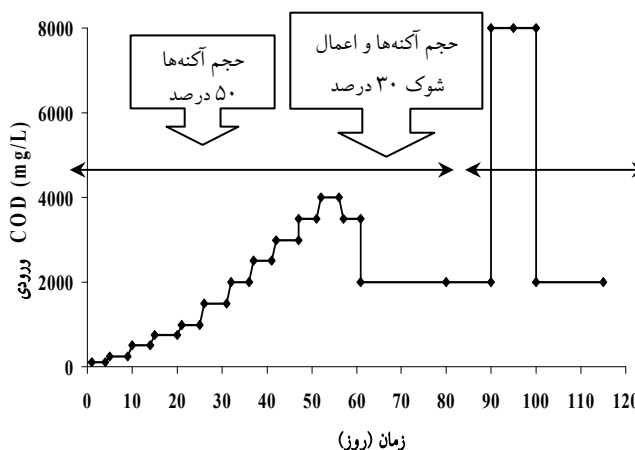 حجم آکنه‌ها
۵۰ درصد
حجم آکنه‌ها و اعمال
شوک ۳۰ درصد
ورودی COD (mg/L)
8000
6000
4000
2000
0
0 10 20 30 40 50 60 70 80 90 100 110 120
زمان (روز)